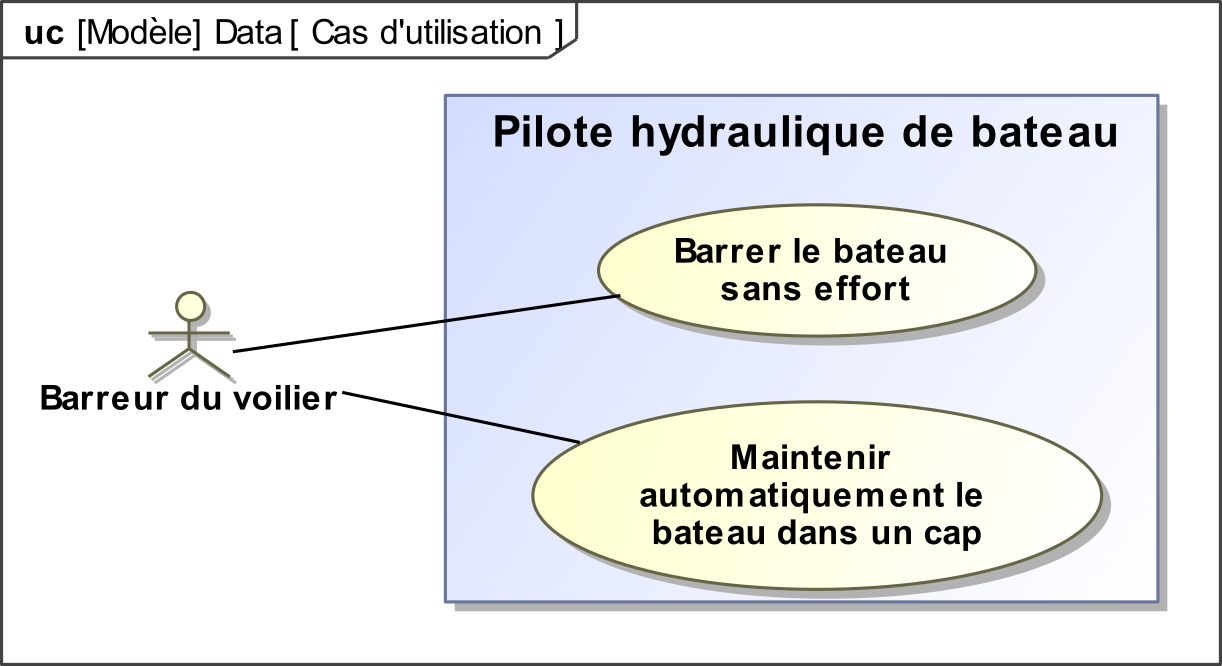 uc [Modèle] Data [ Cas d'utilisation ]
Pilote hydraulique de bateau
Barrer le bateau
sans effort
Barreur du voilier
Maintenir
automatiquement le
bateau dans un cap